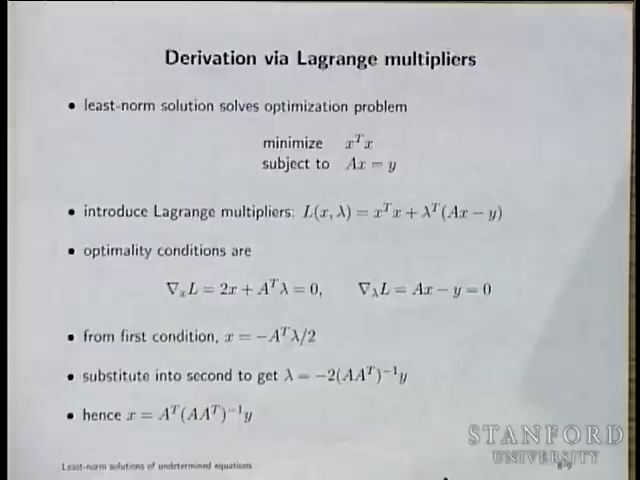 Derivation via Lagrange multipliers
• least-norm solution solves optimization problem
minimize x^T x
subject to Ax = y
• introduce Lagrange multipliers: L(x, λ) = x^T x + λ^T (Ax − y)
• optimality conditions are
∇_x L = 2x + A^T λ = 0, ∇_λ L = Ax − y = 0
• from first condition, x = −A^T λ/2
• substitute into second to get λ = −2(AA^T)^{−1} y
• hence x = A^T (AA^T)^{−1} y
STANFORD
UNIVERSITY
Least-norm solutions of undetermined equations